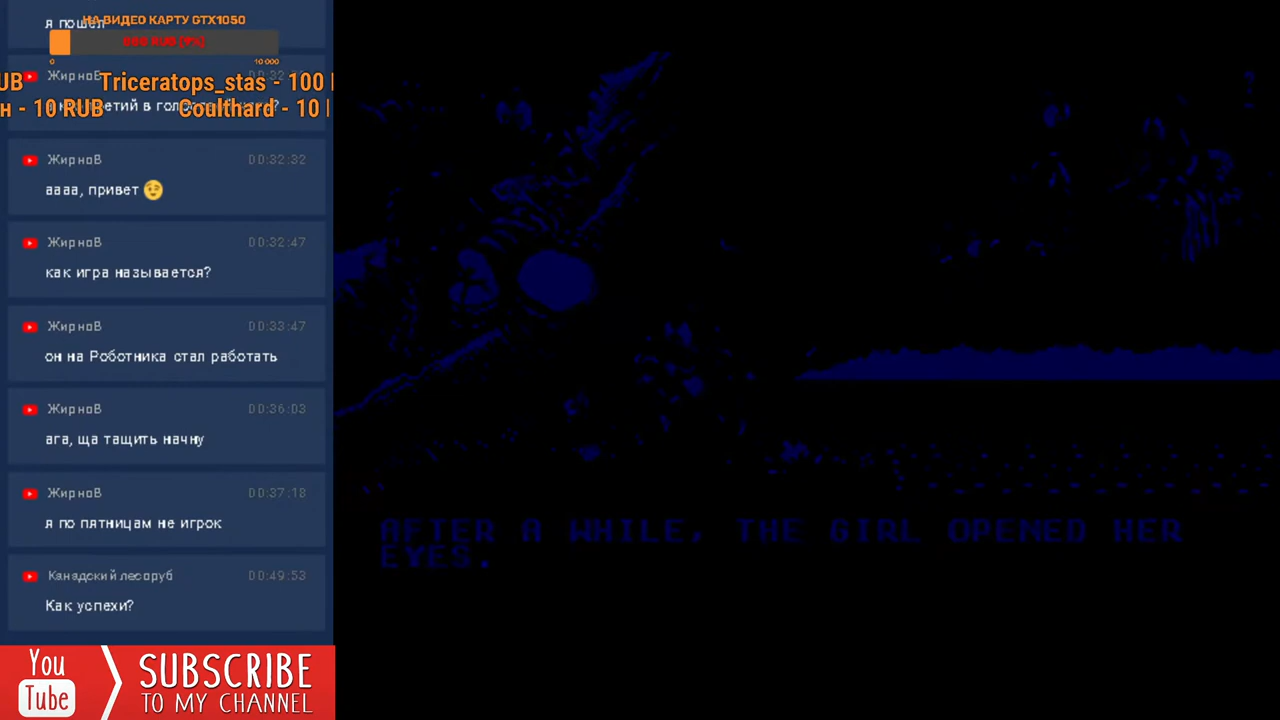 я пошел
НА ВИДЕО КАРТУ GTX1050
0
10 000
Triceratops_stas - 100
10 RUB
Coulthard - 10
ЖирноВ
ЖирноВ 00:32:32
аааа, привет
ЖирноВ 00:32:47
как игра называется?
ЖирноВ 00:33:47
он на Роботника стал работать
ЖирноВ 00:36:03
ага, ща тащить начну
ЖирноВ 00:37:18
я по пятницам не игрок
Канадский лесоруб 00:49:53
Как успехи?
AFTER A WHILE, THE GIRL OPENED HER
EYES.
You
Tube
SUBSCRIBE
TO MY CHANNEL